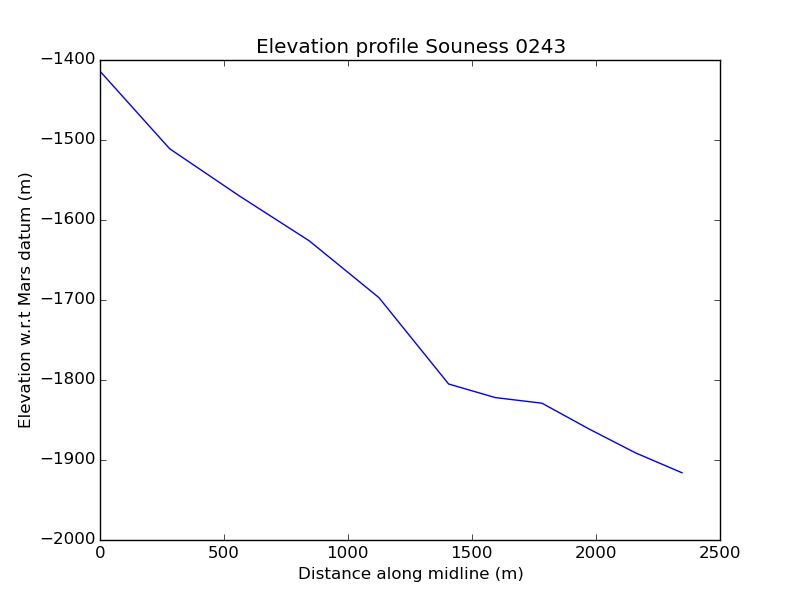 Elevation profile Souness 0243
−1400
−1500
−1600
−1700
−1800
−1900
−2000
Elevation w.r.t Mars datum (m)
0 500 1000 1500 2000 2500
Distance along midline (m)